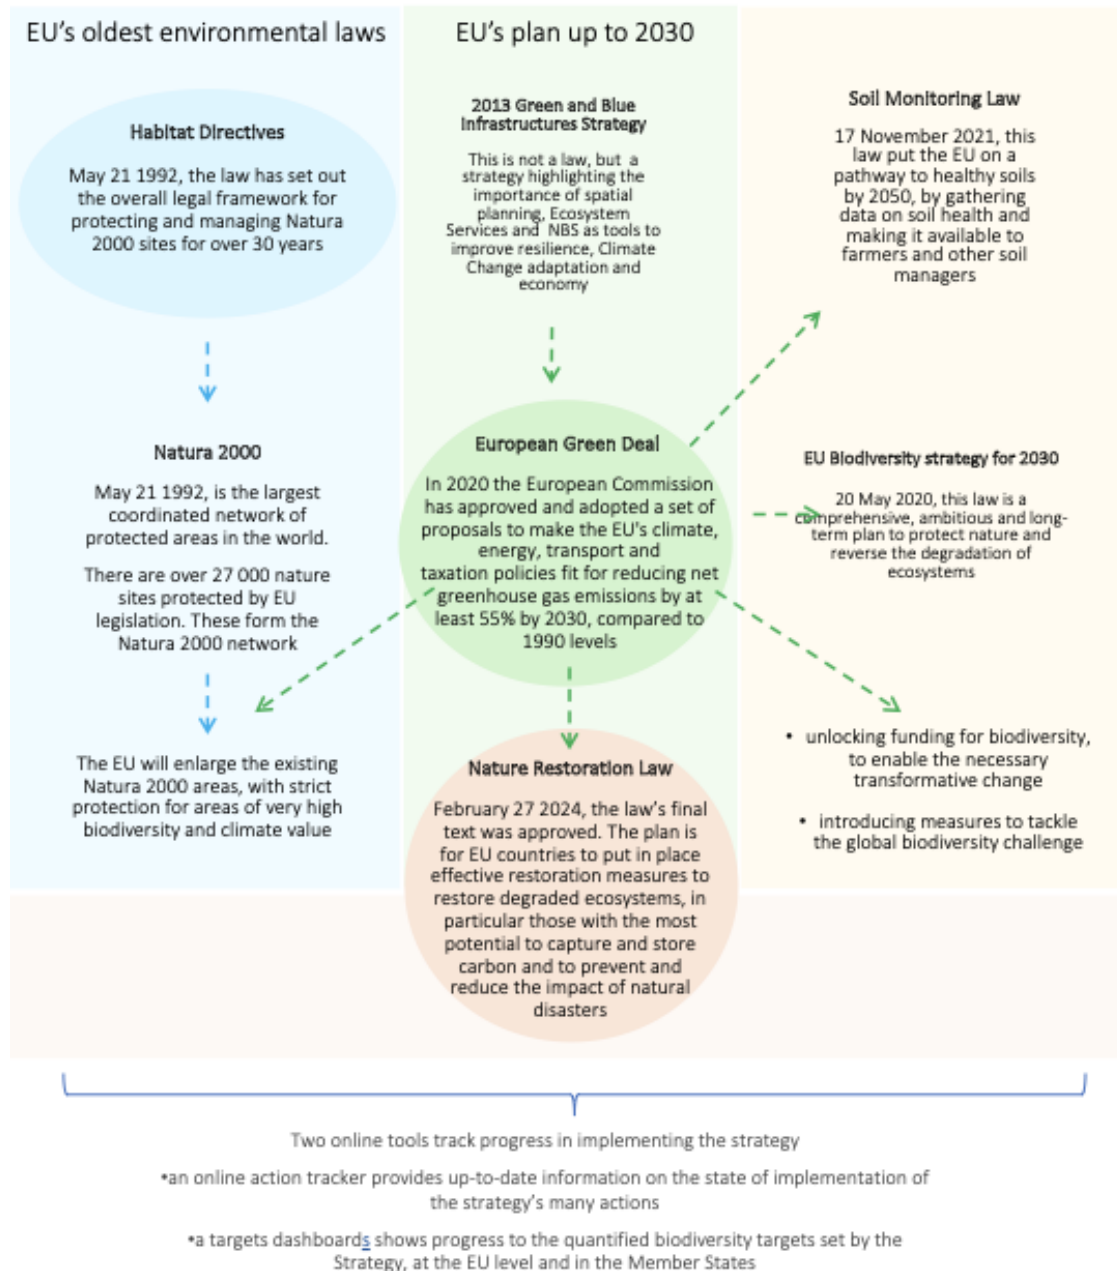 EU's oldest environmental laws
Habitat Directives
May 21 1992, the law has set out
the overall legal framework for
protecting and managing Natura
2000 sites for over 30 years
Natura 2000
May 21 1992, is the largest
coordinated network of
protected areas in the world.
There are over 27 000 nature
sites protected by EU
legislation. These form the
Natura 2000 network
The EU will enlarge the existing
Natura 2000 areas, with strict
protection for areas of very high
biodiversity and climate value
EU's plan up to 2030
2013 Green and Blue
Infrastructures Strategy
This is not a law, but a
strategy highlighting the
importance of spatial
planning, Ecosystem
Services and NBS as tools to
improve resilience, Climate
Change adaptation and
economy
European Green Deal
In 2020 the European Commission
has approved and adopted a set of
proposals to make the EU's climate,
energy, transport and
taxation policies fit for reducing net
greenhouse gas emissions by at
least 55% by 2030, compared to
1990 levels
Nature Restoration Law
February 27 2024, the law's final
text was approved. The plan is
for EU countries to put in place
effective restoration measures to
restore degraded ecosystems, in
particular those with the most
potential to capture and store
carbon and to prevent and
reduce the impact of natural
disasters
Soil Monitoring Law
17 November 2021, this
law put the EU on a
pathway to healthy soils
by 2050, by gathering
data on soil health and
making it available to
farmers and other soil
managers
EU Biodiversity strategy for 2030
20 May 2020, this law is a
comprehensive, ambitious and long-
term plan to protect nature and
reverse the degradation of
ecosystems
• unlocking funding for biodiversity,
to enable the necessary
transformative change
• introducing measures to tackle
the global biodiversity challenge
Two online tools track progress in implementing the strategy
•an online action tracker provides up-to-date information on the state of implementation of
the strategy's many actions
•a targets dashboards shows progress to the quantified biodiversity targets set by the
Strategy, at the EU level and in the Member States